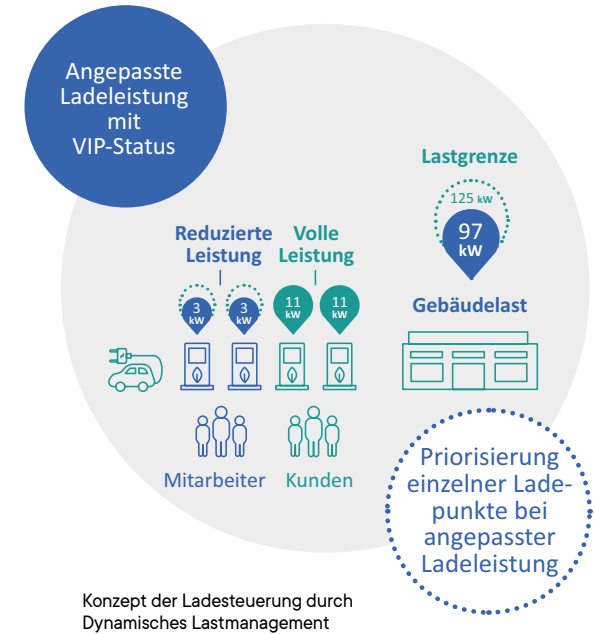 Angepasste
Ladeleistung
mit
VIP-Status
Lastgrenze
125 kW
97
kW
Gebäudelast
Reduzierte
Leistung
Volle
Leistung
3
kW
3
kW
11
kW
11
kW
Mitarbeiter
Kunden
Priorisierung
einzelner Lade-
punkte bei
angepasster
Ladeleistung
Konzept der Ladesteuerung durch
Dynamisches Lastmanagement